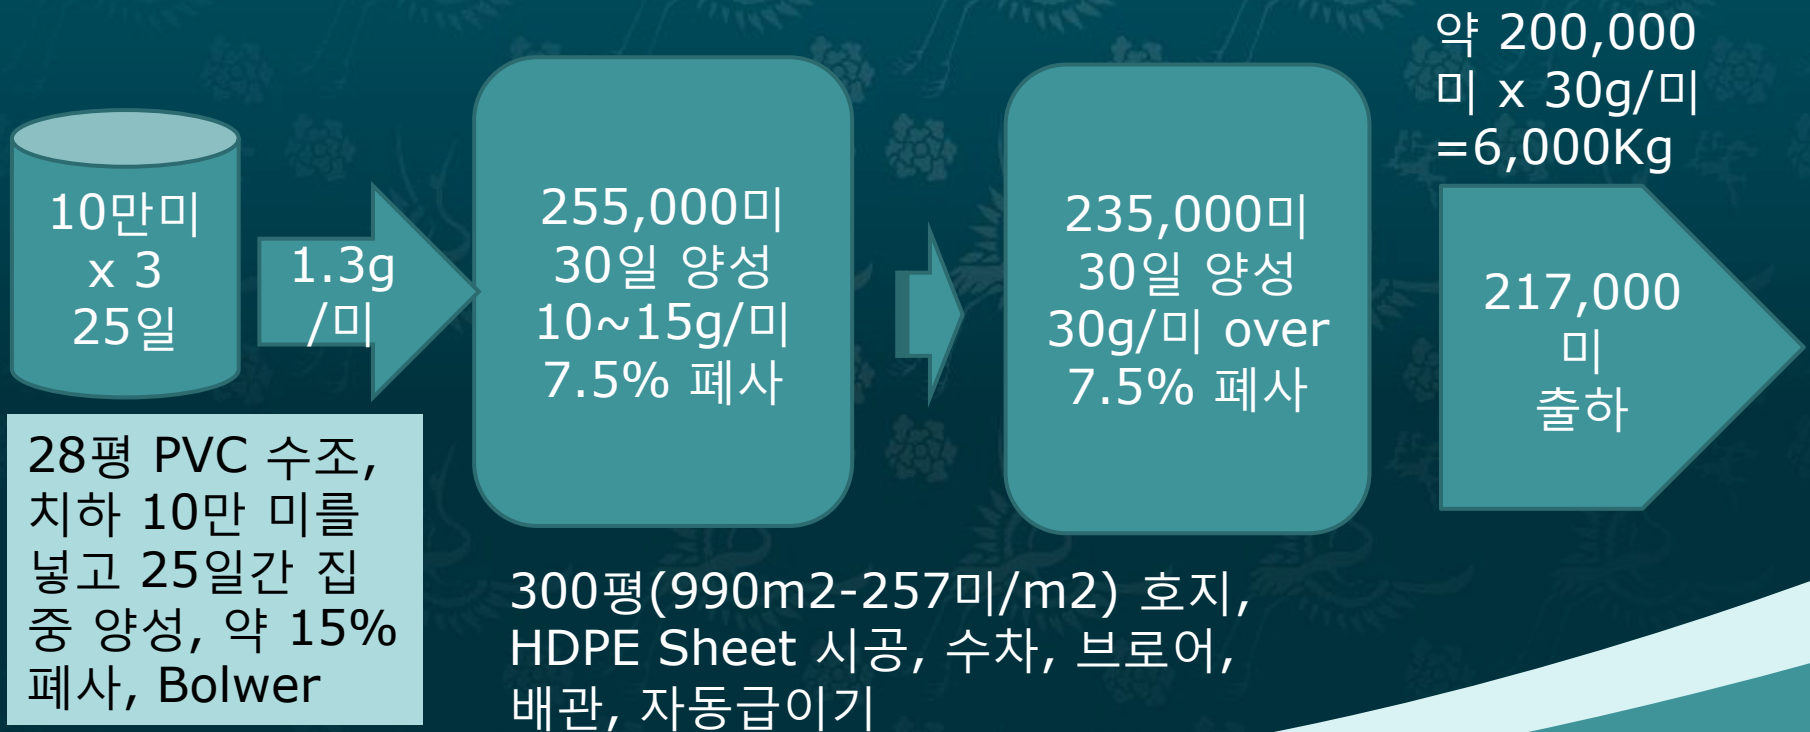 10만미
x 3
25일
1.3g
/미
28평 PVC 수조,
치하 10만 미를
넣고 25일간 집
중 양성, 약 15%
폐사, Bolwer
255,000미
30일 양성
10~15g/미
7.5% 폐사
235,000미
30일 양성
30g/미 over
7.5% 폐사
300평(990m2-257미/m2) 호지,
HDPE Sheet 시공, 수차, 브로어,
배관, 자동급이기
약 200,000
미 x 30g/미
=6,000Kg
217,000
미
출하